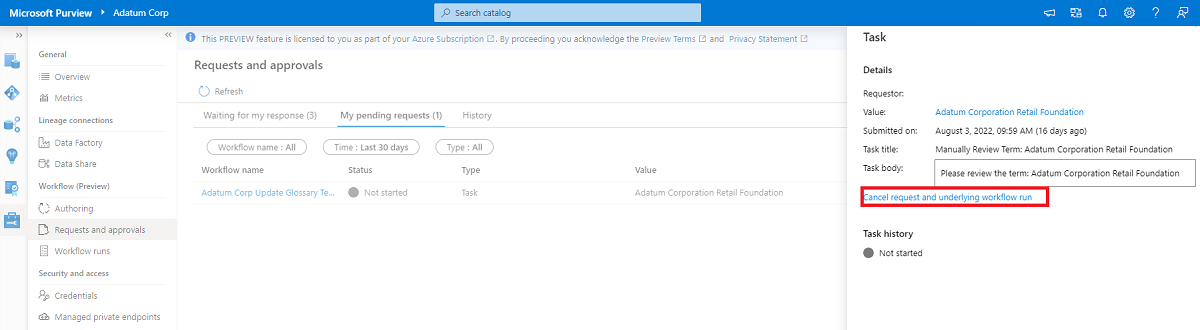 Microsoft Purview | Adatum Corp
Search catalog
General
Overview
Metrics
Lineage connections
Data Factory
Data Share
Workflow (Preview)
Authoring
Requests and approvals
Workflow runs
Security and access
Credentials
Managed private endpoints
This PREVIEW feature is licensed to you as part of your Azure Subscription. By proceeding you acknowledge the Preview Terms and Privacy Statement
Requests and approvals
Refresh
Waiting for my response (3) My pending requests (1) History
Workflow name : All Time : Last 30 days Type : All
Workflow name Status Type Value
Adatum Corp Update Glossary Te... Not started Task Adatum Corporation Retail Foundation
Task
Details
Requestor:
Value: Adatum Corporation Retail Foundation
Submitted on: August 3, 2022, 09:59 AM (16 days ago)
Task title: Manually Review Term: Adatum Corporation Retail Foundation
Task body: Please review the term: Adatum Corporation Retail Foundation
Cancel request and underlying workflow run
Task history
Not started